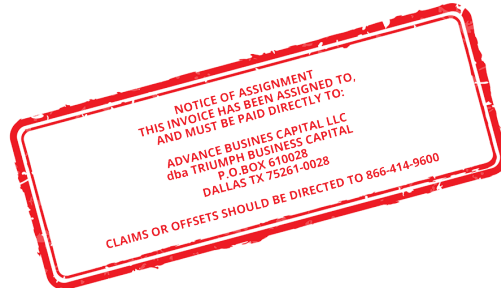 NOTICE OF ASSIGNMENT
THIS INVOICE HAS BEEN ASSIGNED TO,
AND MUST BE PAID DIRECTLY TO:
ADVANCE BUSINES CAPITAL LLC
dba TRIUMPH BUSINESS CAPITAL
P.O.BOX 610028
DALLAS TX 75261-0028
CLAIMS OR OFFSETS SHOULD BE DIRECTED TO 866-414-9600